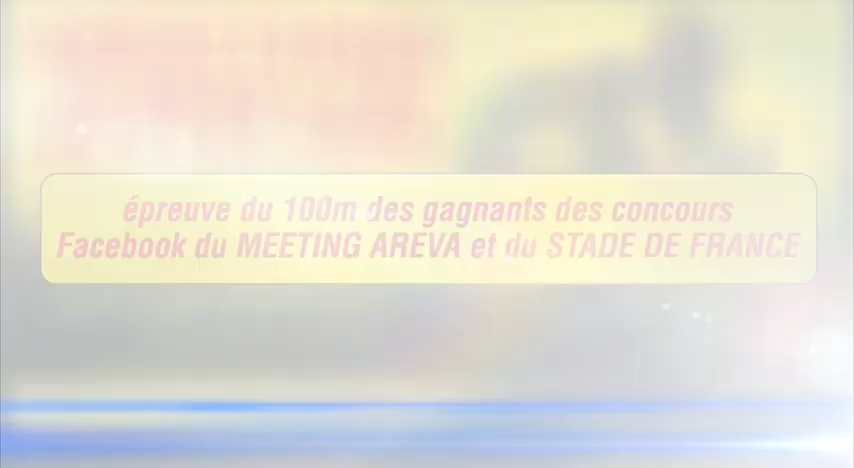 épreuve du 100m des gagnants des concours
Facebook du MEETING AREVA et du STADE DE FRANCE